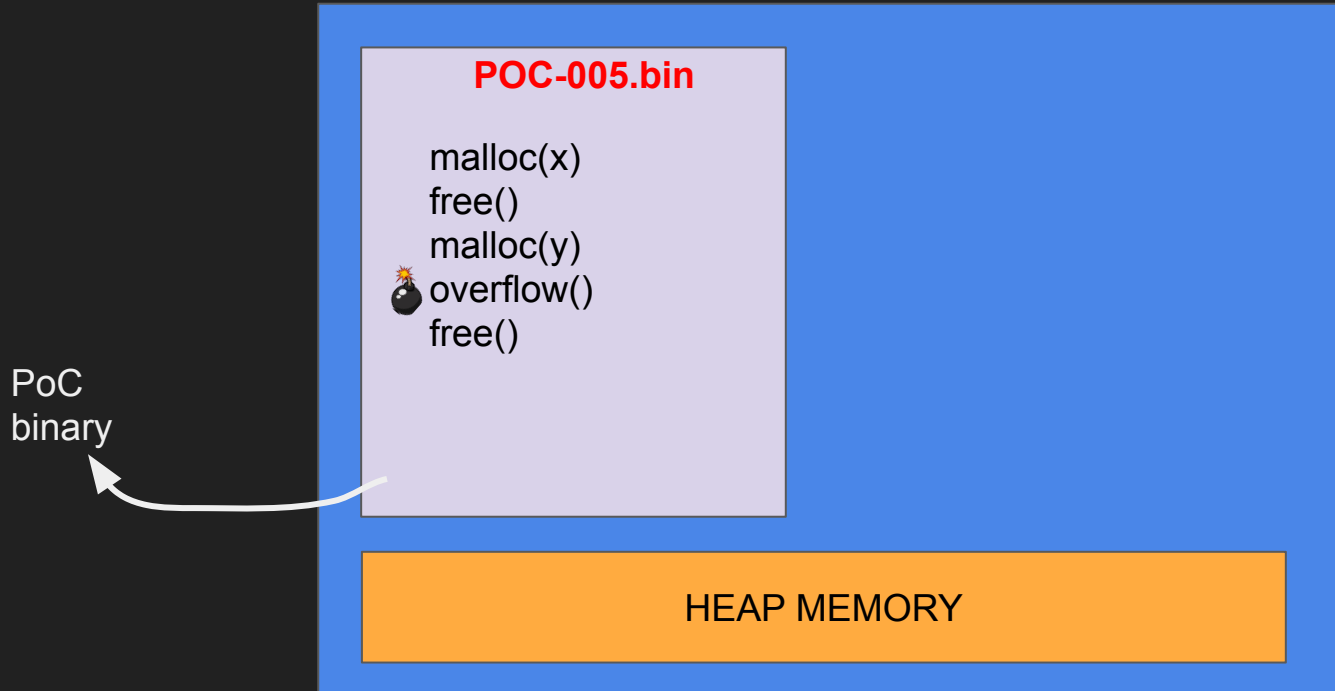 POC-005.bin
malloc(x)
free()
malloc(y)
overflow()
free()
PoC
binary
HEAP MEMORY